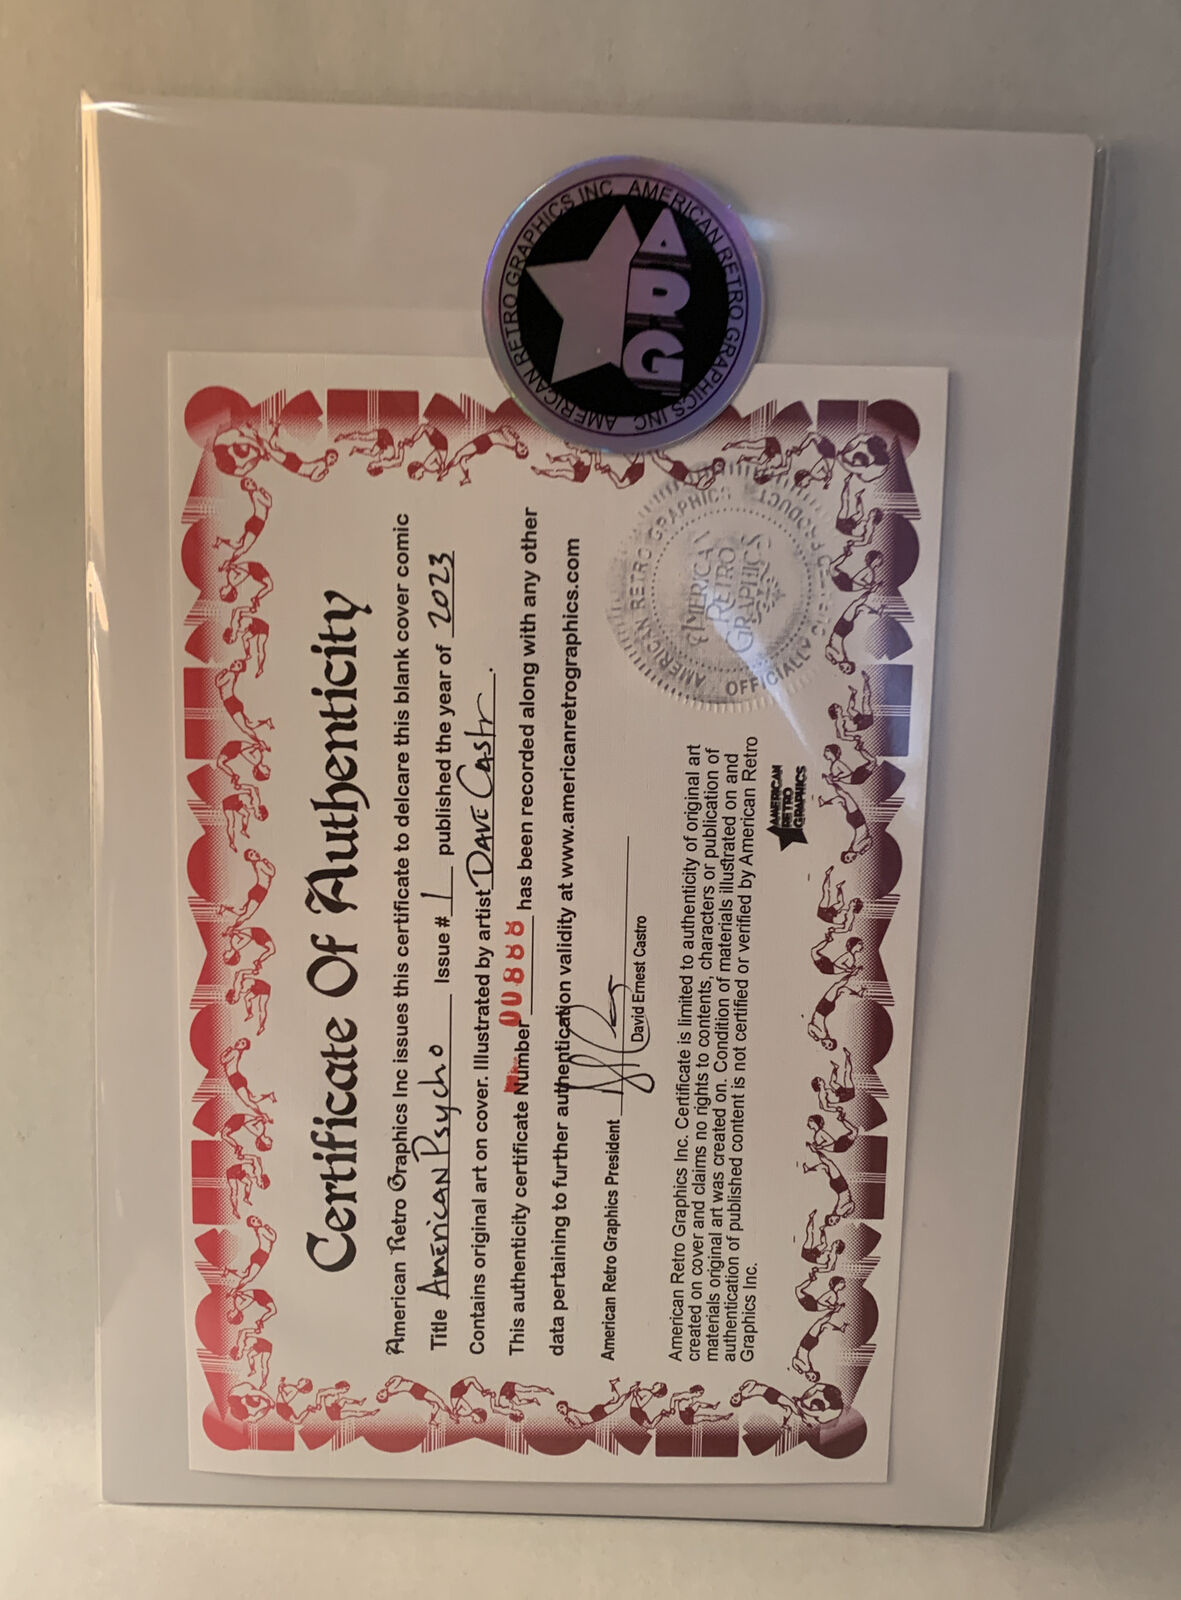 AMERICAN RETRO GRAPHICS INC AMERICAN RETRO GRAPHICS INC
ARG
Certificate Of Authenticity
American Retro Graphics Inc issues this certificate to delcare this blank cover comic
Title American Psycho Issue # 1 published the year of 2023
Contains original art on cover. Illustrated by artist DAVE Castr.
This authenticity certificate Number 00888 has been recorded along with any other
data pertaining to further authentication validity at www.americanretrographics.com
American Retro Graphics President
David Ernest Castro
AMERICAN RETRO GRAPHICS
AMERICAN
RETRO
GRAPHICS
OFFICIALLY PRODUCT
American Retro Graphics Inc. Certificate is limited to authenticity of original art
created on cover and claims no rights to contents, characters or publication of
materials original art was created on. Condition of materials illustrated on and
authentication of published content is not certified or verified by American Retro
Graphics Inc.
AMERICAN
RETRO
GRAPHICS